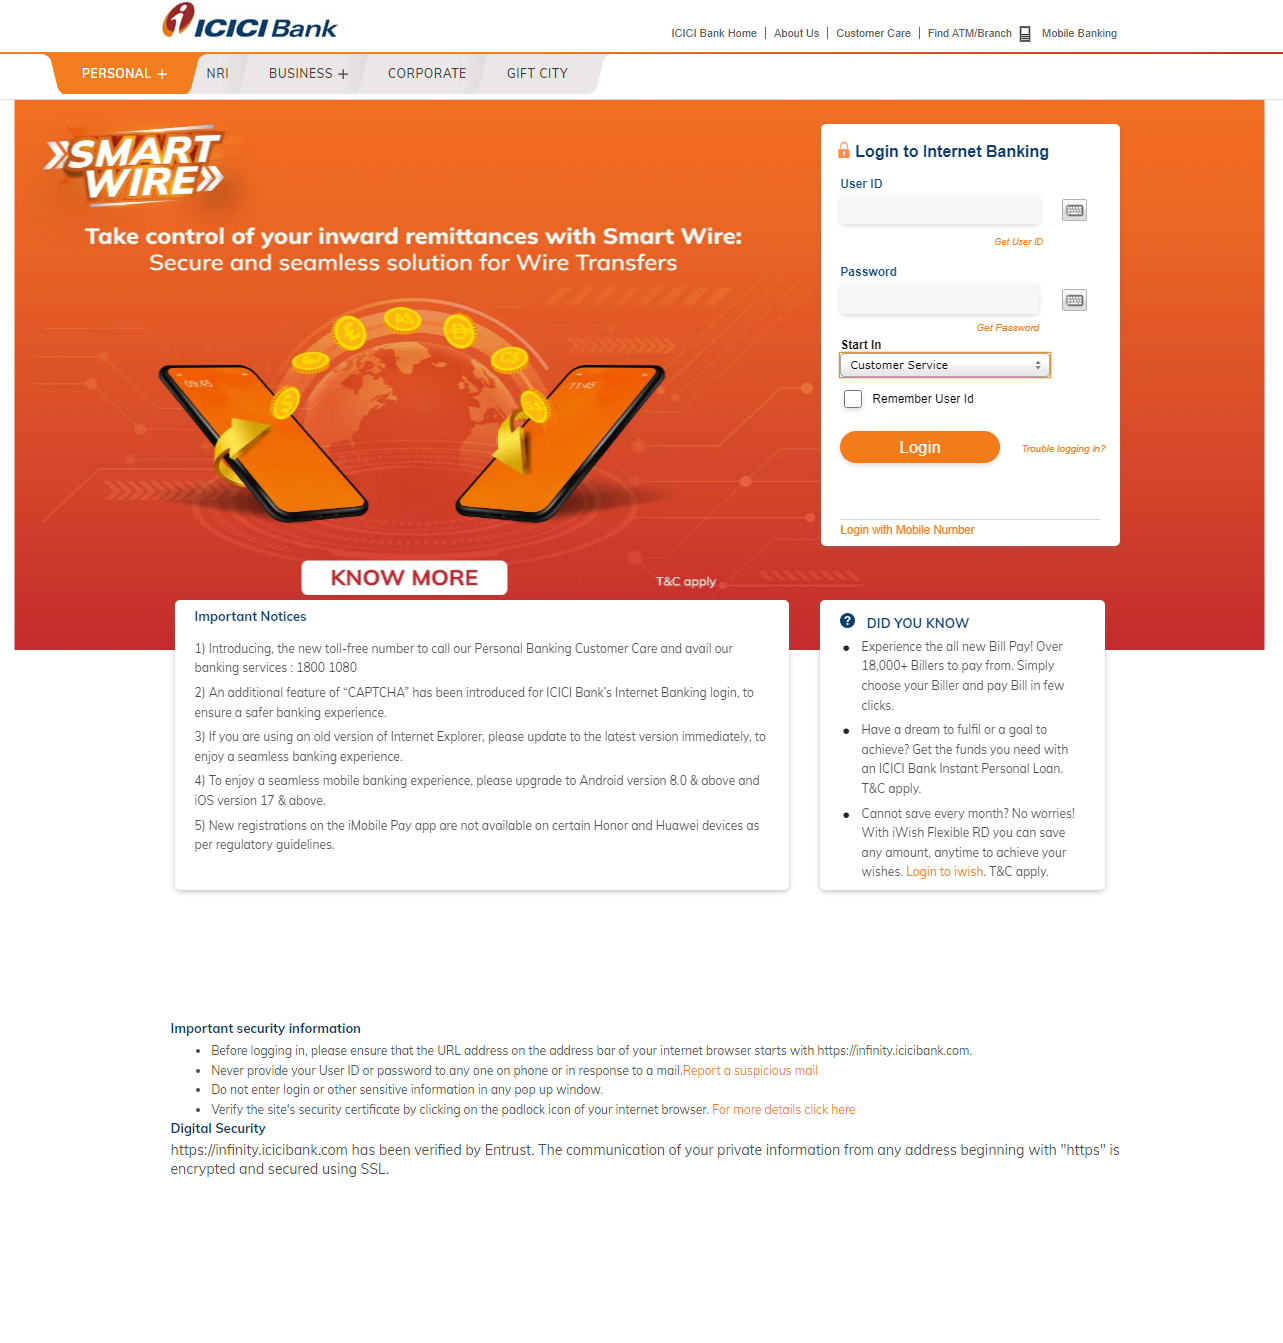 ICICI Bank
ICICI Bank Home | About Us | Customer Care | Find ATM/Branch Mobile Banking
PERSONAL + NRI BUSINESS + CORPORATE GIFT CITY
SMART
WIRE
Take control of your inward remittances with Smart Wire:
Secure and seamless solution for Wire Transfers
KNOW MORE
T&C apply
Login to Internet Banking
User ID
Get User ID
Password
Get Password
Start In
Customer Service
Remember User Id
Login
Trouble logging in?
Login with Mobile Number
Important Notices
1) Introducing, the new toll-free number to call our Personal Banking Customer Care and avail our
banking services : 1800 1080
2) An additional feature of “CAPTCHA” has been introduced for ICICI Bank’s Internet Banking login, to
ensure a safer banking experience.
3) If you are using an old version of Internet Explorer, please update to the latest version immediately, to
enjoy a seamless banking experience.
4) To enjoy a seamless mobile banking experience, please upgrade to Android version 8.0 & above and
iOS version 17 & above.
5) New registrations on the iMobile Pay app are not available on certain Honor and Huawei devices as
per regulatory guidelines.
DID YOU KNOW
• Experience the all new Bill Pay! Over
18,000+ Billers to pay from. Simply
choose your Biller and pay Bill in few
clicks.
• Have a dream to fulfil or a goal to
achieve? Get the funds you need with
an ICICI Bank Instant Personal Loan.
T&C apply.
• Cannot save every month? No worries!
With iWish Flexible RD you can save
any amount, anytime to achieve your
wishes. Login to iwish. T&C apply.
Important security information
• Before logging in, please ensure that the URL address on the address bar of your internet browser starts with https://infinity.icicibank.com.
• Never provide your User ID or password to any one on phone or in response to a mail.Report a suspicious mail
• Do not enter login or other sensitive information in any pop up window.
• Verify the site's security certificate by clicking on the padlock icon of your internet browser. For more details click here
Digital Security
https://infinity.icicibank.com has been verified by Entrust. The communication of your private information from any address beginning with "https" is
encrypted and secured using SSL.